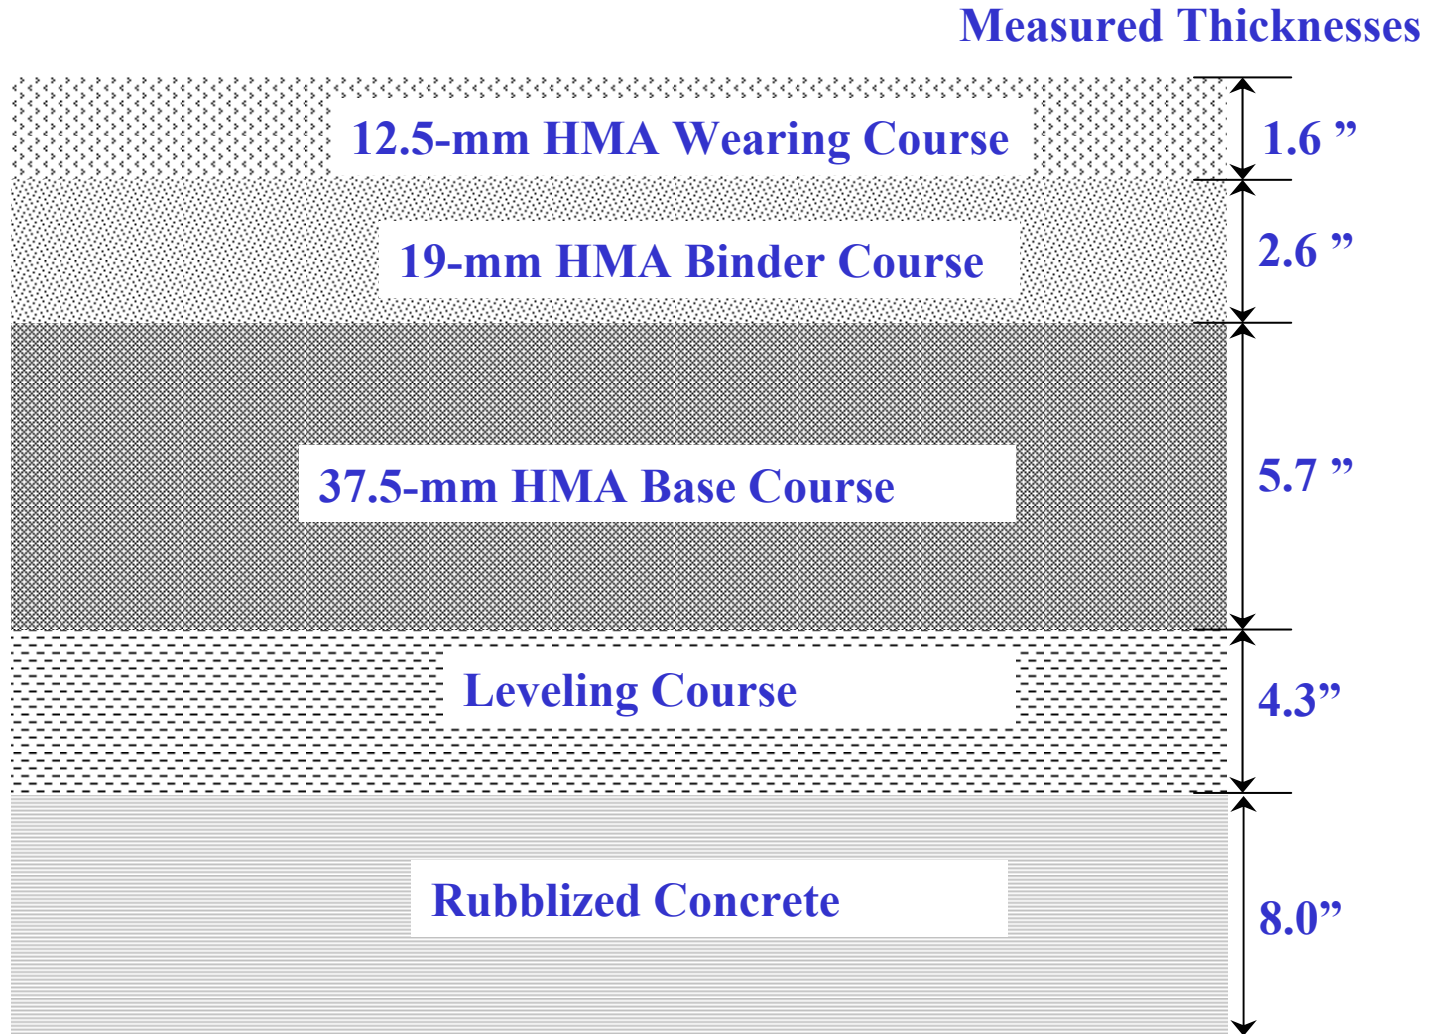 Measured Thicknesses
12.5-mm HMA Wearing Course
1.6 ”
19-mm HMA Binder Course
2.6 ”
37.5-mm HMA Base Course
5.7 ”
Leveling Course
4.3”
Rubblized Concrete
8.0”